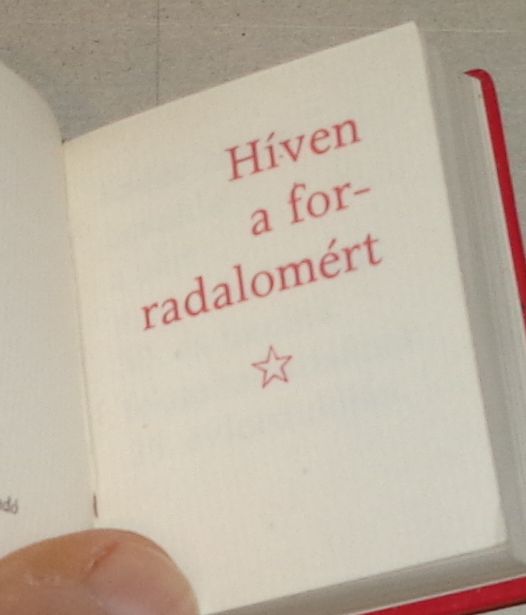 Híven
a for-
radalomért